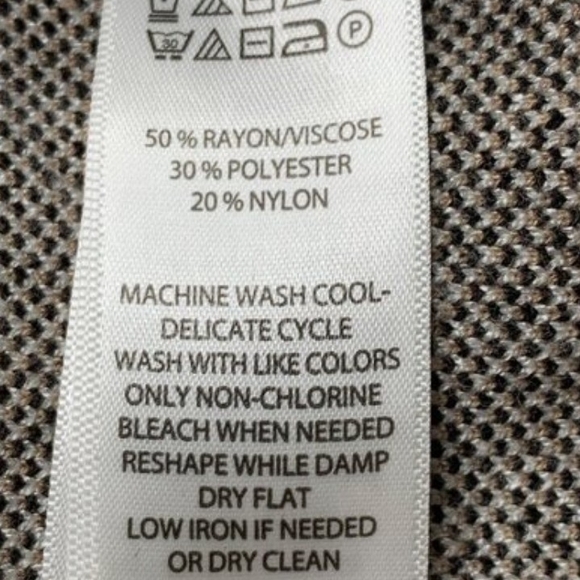 30 P
50 % RAYON/VISCOSE
30 % POLYESTER
20 % NYLON
MACHINE WASH COOL-
DELICATE CYCLE
WASH WITH LIKE COLORS
ONLY NON-CHLORINE
BLEACH WHEN NEEDED
RESHAPE WHILE DAMP
DRY FLAT
LOW IRON IF NEEDED
OR DRY CLEAN